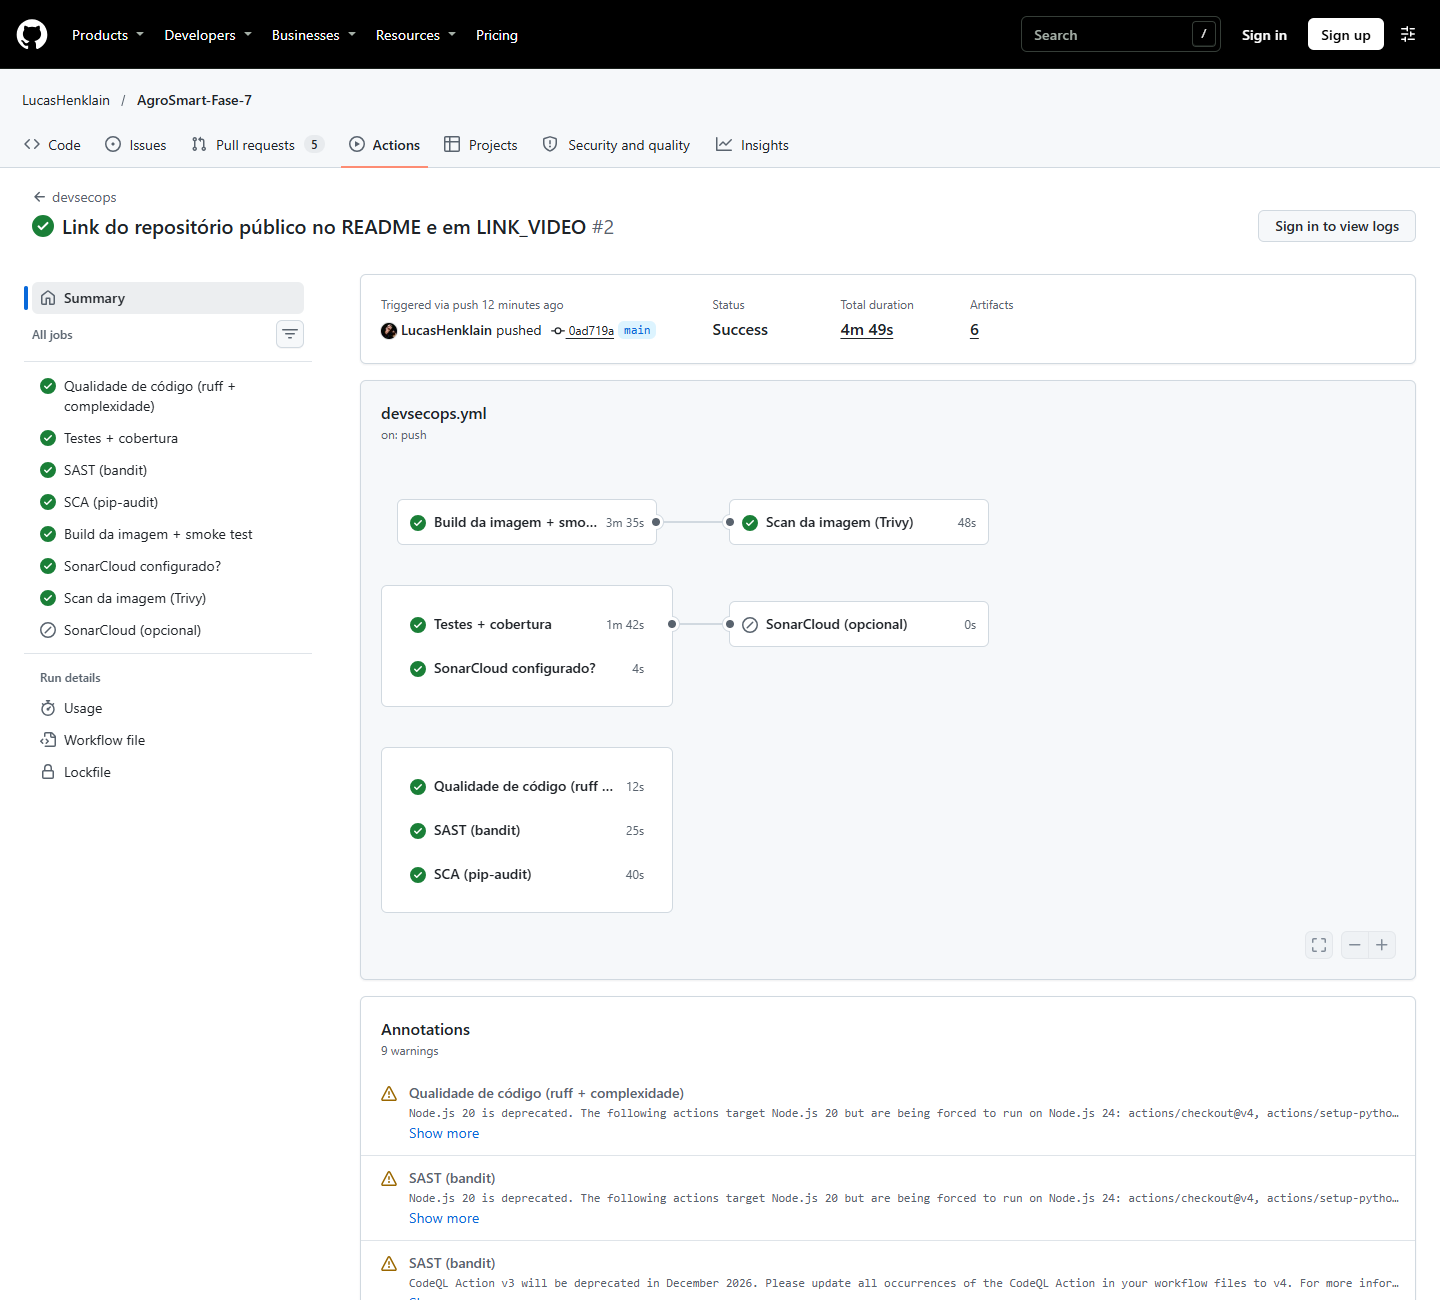 Products
Developers
Businesses
Resources
Pricing
Search
/
Sign in
Sign up
LucasHenklain / AgroSmart-Fase-7
Code
Issues
Pull requests 5
Actions
Projects
Security and quality
Insights
devsecops
Link do repositório público no README e em LINK_VIDEO #2
Sign in to view logs
Summary
All jobs
Qualidade de código (ruff +
complexidade)
Testes + cobertura
SAST (bandit)
SCA (pip-audit)
Build da imagem + smoke test
SonarCloud configurado?
Scan da imagem (Trivy)
SonarCloud (opcional)
Run details
Usage
Workflow file
Lockfile
Triggered via push 12 minutes ago
LucasHenklain pushed 0ad719a main
Status
Success
Total duration
4m 49s
Artifacts
6
devsecops.yml
on: push
Build da imagem + smo... 3m 35s
Scan da imagem (Trivy) 48s
Testes + cobertura 1m 42s
SonarCloud configurado? 4s
SonarCloud (opcional) 0s
Qualidade de código (ruff ... 12s
SAST (bandit) 25s
SCA (pip-audit) 40s
Annotations
9 warnings
Qualidade de código (ruff + complexidade)
Node.js 20 is deprecated. The following actions target Node.js 20 but are being forced to run on Node.js 24: actions/checkout@v4, actions/setup-pytho…
Show more
SAST (bandit)
Node.js 20 is deprecated. The following actions target Node.js 20 but are being forced to run on Node.js 24: actions/checkout@v4, actions/setup-pytho…
Show more
SAST (bandit)
CodeQL Action v3 will be deprecated in December 2026. Please update all occurrences of the CodeQL Action in your workflow files to v4. For more infor…